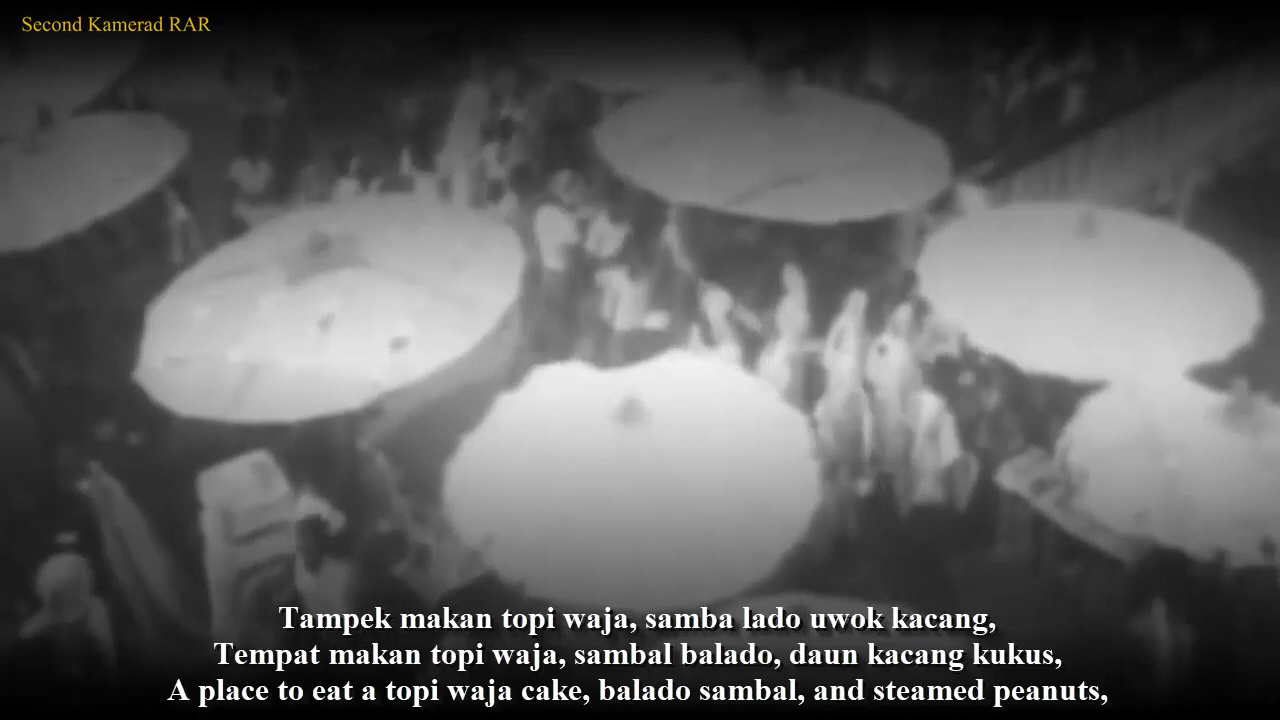 Second Kamerad RAR
Tampek makan topi waja, samba lado uwok kacang,
Tempat makan topi waja, sambal balado, daun kacang kukus,
A place to eat a topi waja cake, balado sambal, and steamed peanuts,